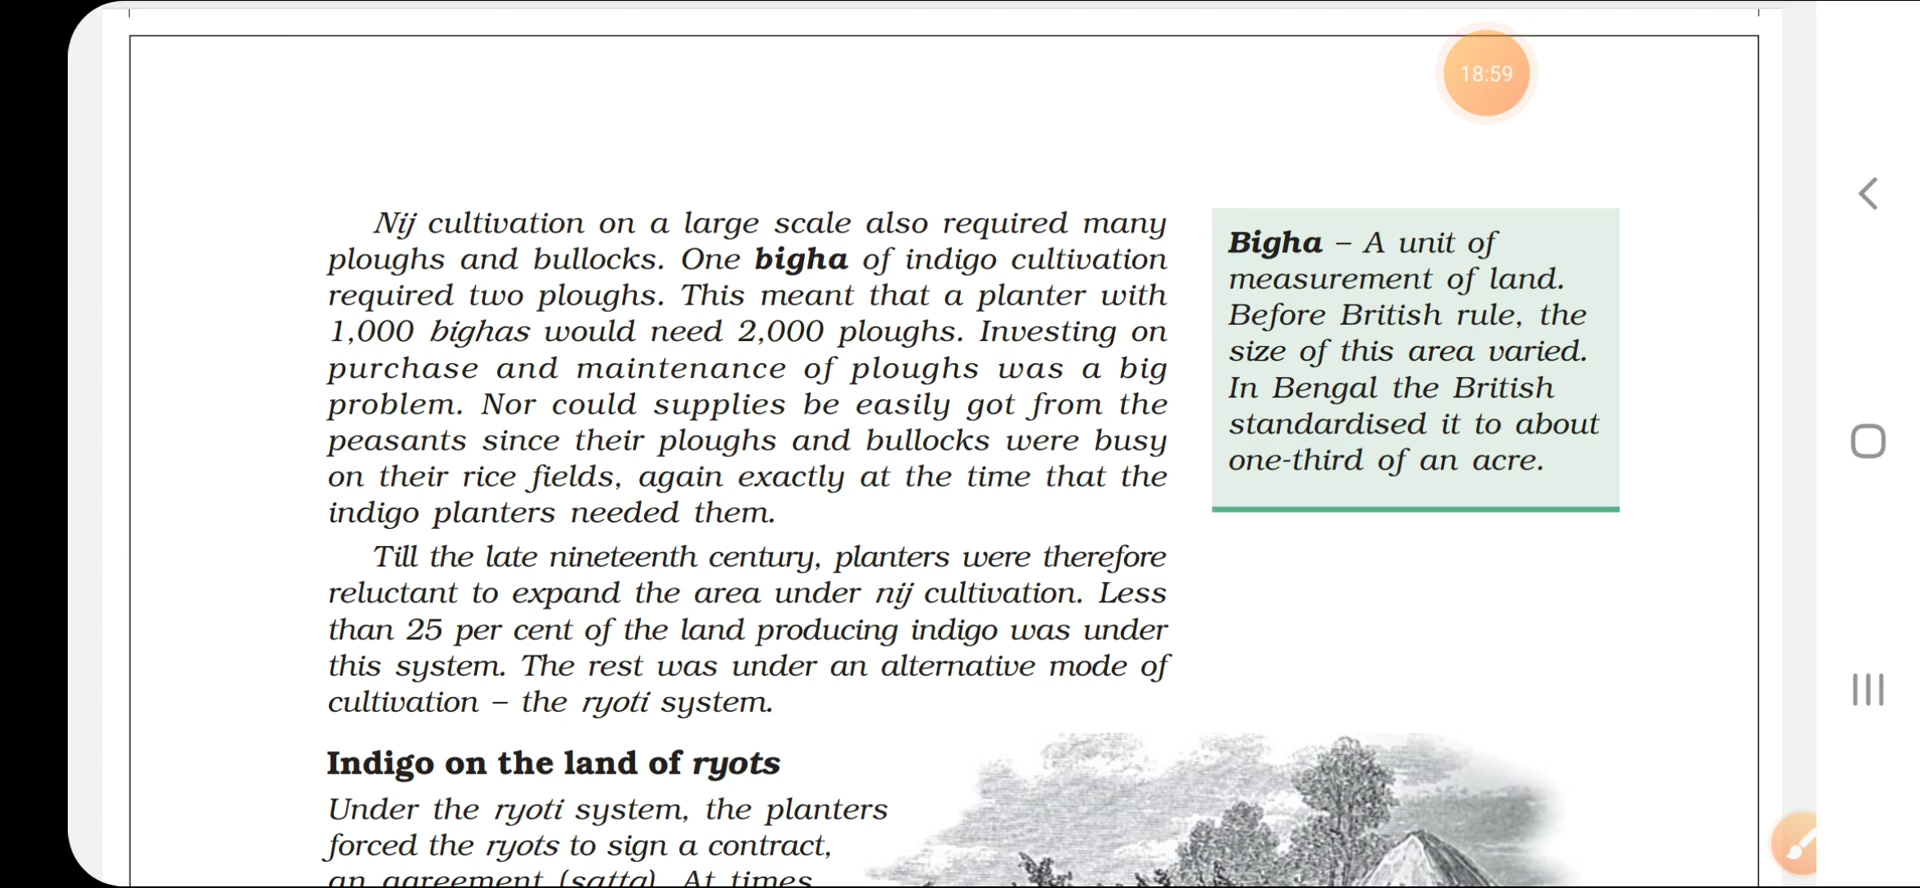 18:59
Nij cultivation on a large scale also required many
ploughs and bullocks. One bigha of indigo cultivation
required two ploughs. This meant that a planter with
1,000 bighas would need 2,000 ploughs. Investing on
purchase and maintenance of ploughs was a big
problem. Nor could supplies be easily got from the
peasants since their ploughs and bullocks were busy
on their rice fields, again exactly at the time that the
indigo planters needed them.
Till the late nineteenth century, planters were therefore
reluctant to expand the area under nij cultivation. Less
than 25 per cent of the land producing indigo was under
this system. The rest was under an alternative mode of
cultivation – the ryoti system.
Indigo on the land of ryots
Under the ryoti system, the planters
forced the ryots to sign a contract,
an agreement (satta). At times
Bigha – A unit of
measurement of land.
Before British rule, the
size of this area varied.
In Bengal the British
standardised it to about
one-third of an acre.